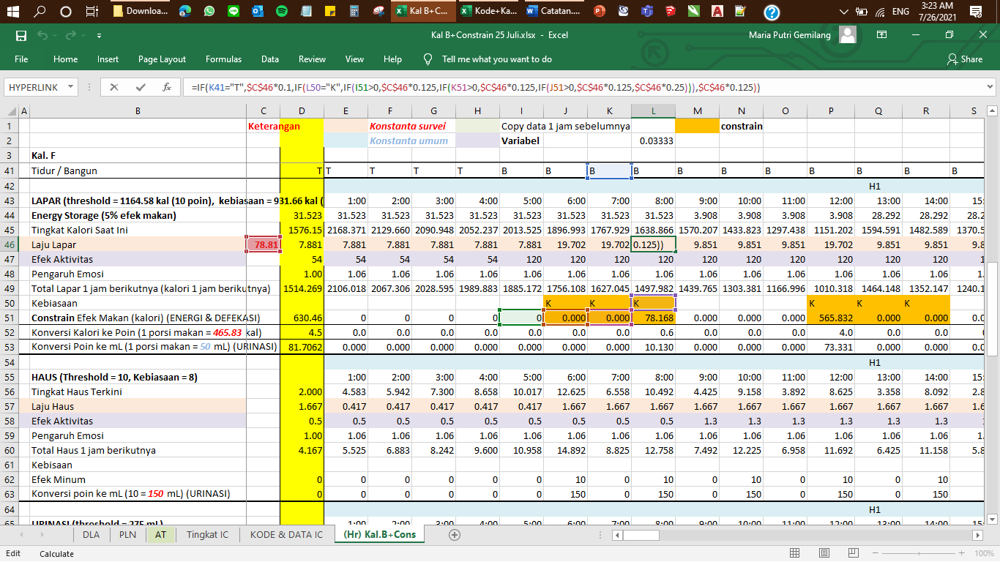 Downloa... Kal B+C... Kode+Ka... Catatan.... ENG 3:23 AM 7/26/2021
Kal B+Constrain 25 Juli.xlsx - Excel Maria Putri Gemilang
File Home Insert Page Layout Formulas Data Review View Help Tell me what you want to do Share
HYPERLINK fx =IF(K41="T",$C$46*0.1,IF(L50="K",IF(I51>0,$C$46*0.125,IF(K51>0,$C$46*0.125,IF(J51>0,$C$46*0.125,$C$46*0.25))),$C$46*0.125))
A B C D E F G H I J K L M N O P Q R S
1 Keterangan Konstanta survei Copy data 1 jam sebelumnya constrain
2 Konstanta umum Variabel 0.03333
3 Kal. F
41 Tidur / Bangun T T T T T B B B B B B B B B B B
42 H1
43 LAPAR (threshold = 1164.58 kal (10 poin), kebiasaan = 931.66 kal ( 1:00 2:00 3:00 4:00 5:00 6:00 7:00 8:00 9:00 10:00 11:00 12:00 13:00 14:00 15:
44 Energy Storage (5% efek makan) 31.523 31.523 31.523 31.523 31.523 31.523 31.523 31.523 31.523 3.908 3.908 3.908 3.908 28.292 28.292 28.2
45 Tingkat Kalori Saat Ini 1576.15 2168.371 2129.660 2090.948 2052.237 2013.525 1896.993 1767.929 1638.866 1570.207 1433.823 1297.438 1151.202 1594.591 1482.589 1370.5
46 Laju Lapar 78.81 7.881 7.881 7.881 7.881 7.881 7.881 19.702 19.702 0.125)) 9.851 9.851 9.851 19.702 9.851 9.851 9.8
47 Efek Aktivitas 54 54 54 54 54 120 120 120 120 120 120 120 120 120 120 1
48 Pengaruh Emosi 1.00 1.06 1.06 1.06 1.06 1.06 1.06 1.06 1.06 1.06 1.06 1.06 1.06 1.06 1.06 1.
49 Total Lapar 1 jam berikutnya (kalori 1 jam berikutnya) 1514.269 2106.018 2067.306 2028.595 1989.883 1885.172 1756.108 1627.045 1497.982 1439.765 1303.381 1166.996 1010.318 1464.148 1352.147 1240.1
50 Kebiasaan K K K K K K
51 Constrain Efek Makan (kalori) (ENERGI & DEFEKASI) 630.46 0 0 0 0 0 0.000 0.000 78.168 0.000 0.000 0.000 565.832 0.000 0.000 0.0
52 Konversi Kalori ke Poin (1 porsi makan = 465.83 kal) 4.5 0.0 0.0 0.0 0.0 0.0 0.0 0.0 0.6 0.0 0.0 0.0 4.0 0.0 0.0
53 Konversi Poin ke mL (1 porsi makan = 50 mL) (URINASI) 81.7062 0.000 0.000 0.000 0.000 0.000 0.000 0.000 10.130 0.000 0.000 0.000 73.331 0.000 0.000 0.0
54 H1
55 HAUS (Threshold = 10, Kebiasaan = 8) 1:00 2:00 3:00 4:00 5:00 6:00 7:00 8:00 9:00 10:00 11:00 12:00 13:00 14:00 15:
56 Tingkat Haus Terkini 2.000 4.583 5.942 7.300 8.658 10.017 12.625 6.558 10.492 4.425 9.158 3.892 8.625 3.358 8.092 2.8
57 Laju Haus 1.667 0.417 0.417 0.417 0.417 1.667 1.667 1.667 1.667 1.667 1.667 1.667 1.667 1.667 1.667 1.6
58 Efek Aktivitas 0.5 0.5 0.5 0.5 0.5 0.5 0.5 0.5 0.5 1.3 1.3 1.3 1.3 1.3 1.3
59 Pengaruh Emosi 1.00 1.06 1.06 1.06 1.06 1.06 1.06 1.06 1.06 1.06 1.06 1.06 1.06 1.06 1.06 1.
60 Total Haus 1 jam berikutnya 4.167 5.525 6.883 8.242 9.600 10.958 14.892 8.825 12.758 7.492 12.225 6.958 11.692 6.425 11.158 5.8
61 Kebisaan
62 Efek Minum 0 0 0 0 0 0 10 0 10 0 10 0 10 0 10
63 Konversi poin ke mL (10 = 150 mL) (URINASI) 0 0 0 0 0 0 150 0 150 0 150 0 150 0 150
64 H1
65 URINASI (threshold = 275 mL) 1:00 2:00 3:00 4:00 5:00 6:00 7:00 8:00 9:00 10:00 11:00 12:00 13:00 14:00 15:
DLA PLN AT Tingkat IC KODE & DATA IC (Hr) Kal.B+Cons
Edit Calculate 100%